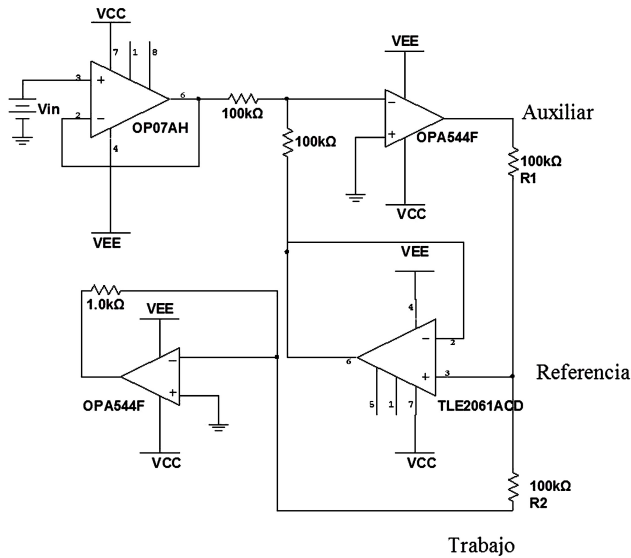 VCC
VEE
7
1
8
3
6
Vin
2
OP07AH
4
100kΩ
100kΩ
OPA544F
Auxiliar
100kΩ
R1
VCC
VEE
VEE
1.0kΩ
VEE
4
2
6
3
Referencia
OPA544F
5
1
7
TLE2061ACD
VCC
VCC
100kΩ
R2
Trabajo